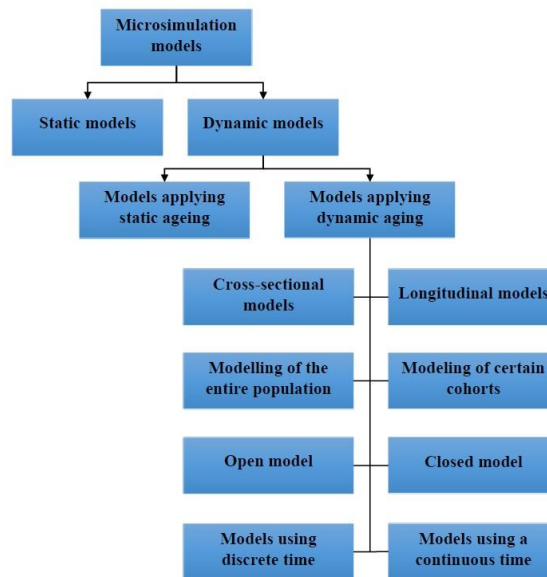 Microsimulation
models
Static models
Dynamic models
Models applying
static ageing
Models applying
dynamic aging
Cross-sectional
models
Longitudinal models
Modelling of the
entire population
Modeling of certain
cohorts
Open model
Closed model
Models using
discrete time
Models using a
continuous time